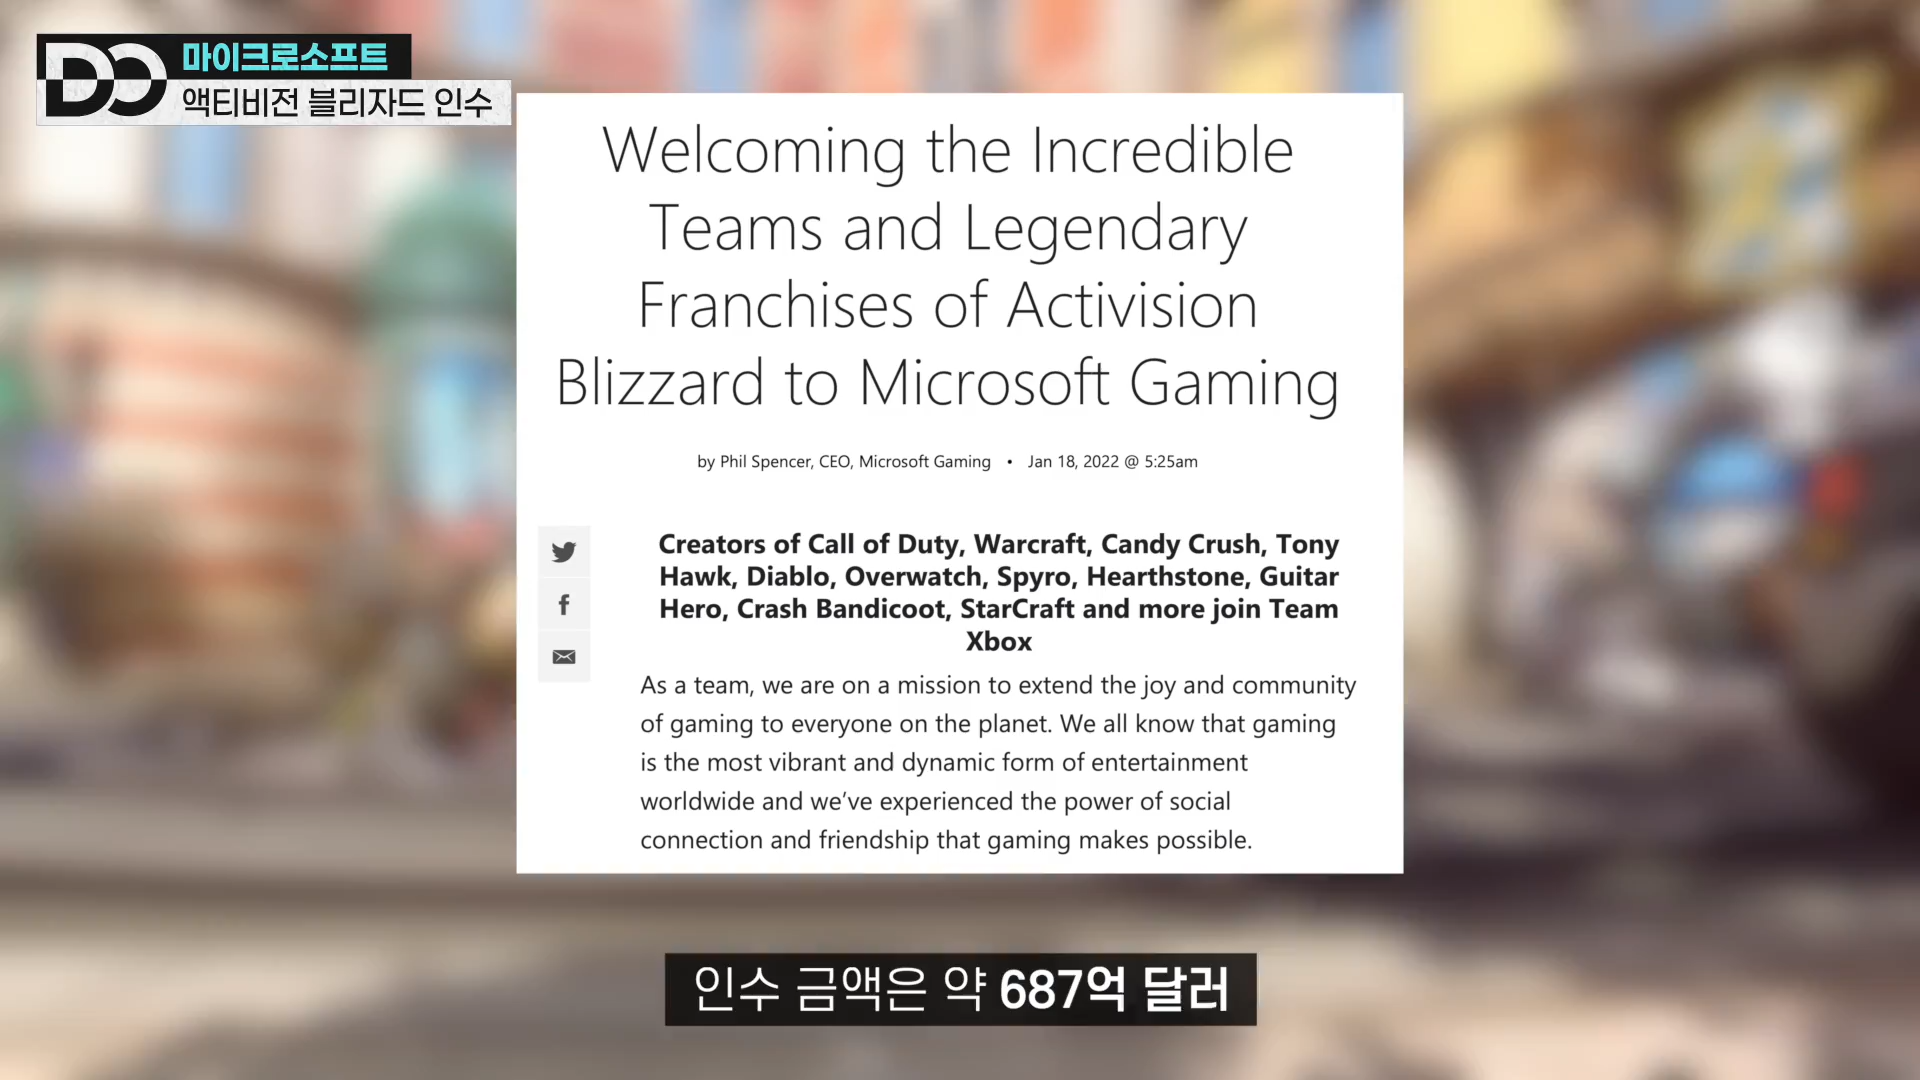 DO
마이크로소프트
액티비전 블리자드 인수
Welcoming the Incredible
Teams and Legendary
Franchises of Activision
Blizzard to Microsoft Gaming
by Phil Spencer, CEO, Microsoft Gaming • Jan 18, 2022 @ 5:25am
Creators of Call of Duty, Warcraft, Candy Crush, Tony
Hawk, Diablo, Overwatch, Spyro, Hearthstone, Guitar
Hero, Crash Bandicoot, StarCraft and more join Team
Xbox
As a team, we are on a mission to extend the joy and community
of gaming to everyone on the planet. We all know that gaming
is the most vibrant and dynamic form of entertainment
worldwide and we’ve experienced the power of social
connection and friendship that gaming makes possible.
인수 금액은 약 687억 달러